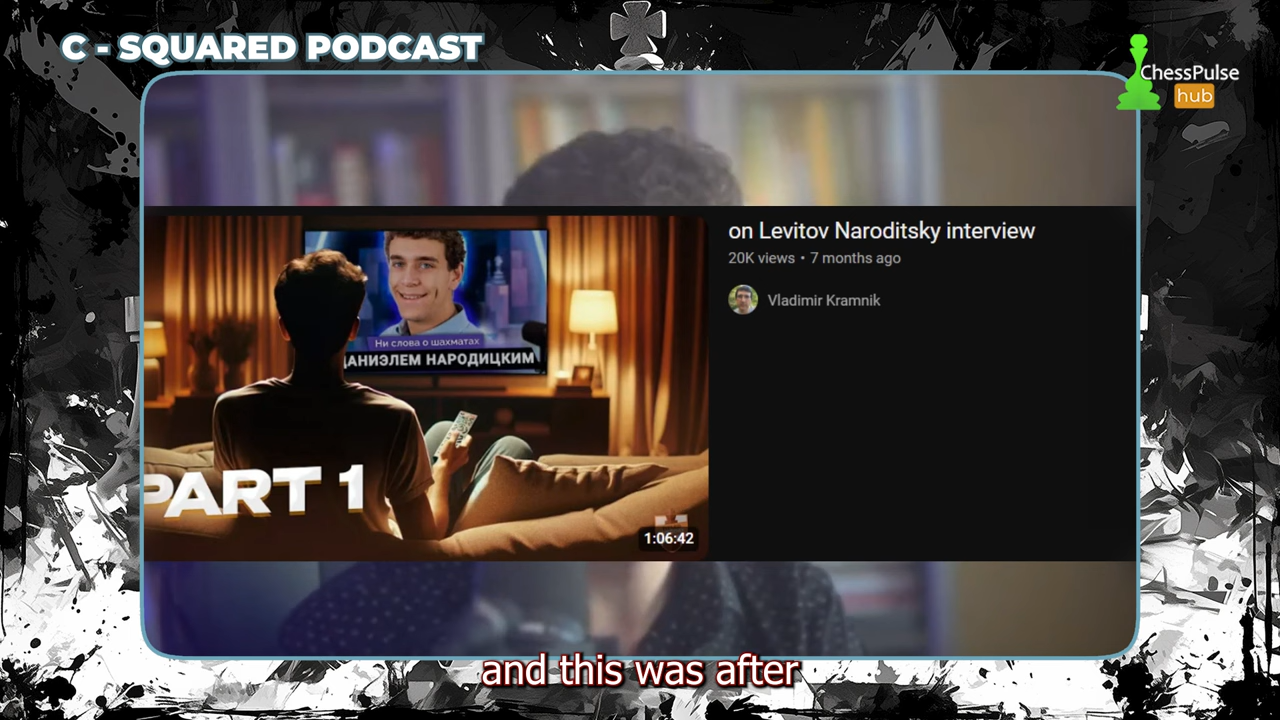 C - SQUARED PODCAST
ChessPulse
hub
on Levitov Naroditsky interview
20K views • 7 months ago
Vladimir Kramnik
Ни слова о шахматах
ДАНИЭЛЕМ НАРОДИЦКИМ
PART 1
1:06:42
and this was after